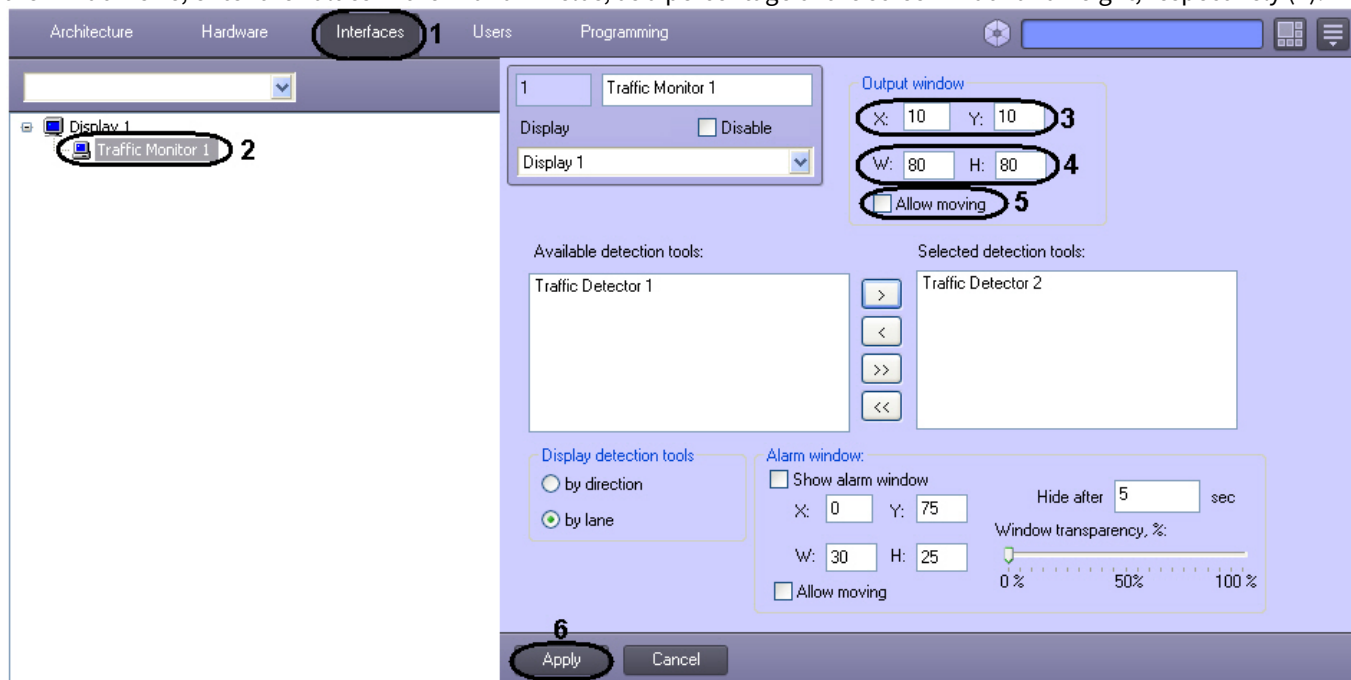 Architecture Hardware Interfaces 1 Users Programming
1 Traffic Monitor 1
Display Disable
Display 1
Output window
X: 10 Y: 10 3
W: 80 H: 80 4
Allow moving 5
Display 1
Traffic Monitor 1 2
Available detection tools: Selected detection tools:
Traffic Detector 1
>
<
>>
<<
Traffic Detector 2
Display detection tools
by direction
by lane
Alarm window:
Show alarm window
X: 0 Y: 75
W: 30 H: 25
Allow moving
Hide after 5 sec
Window transparency, %:
0 % 50% 100 %
6
Apply Cancel